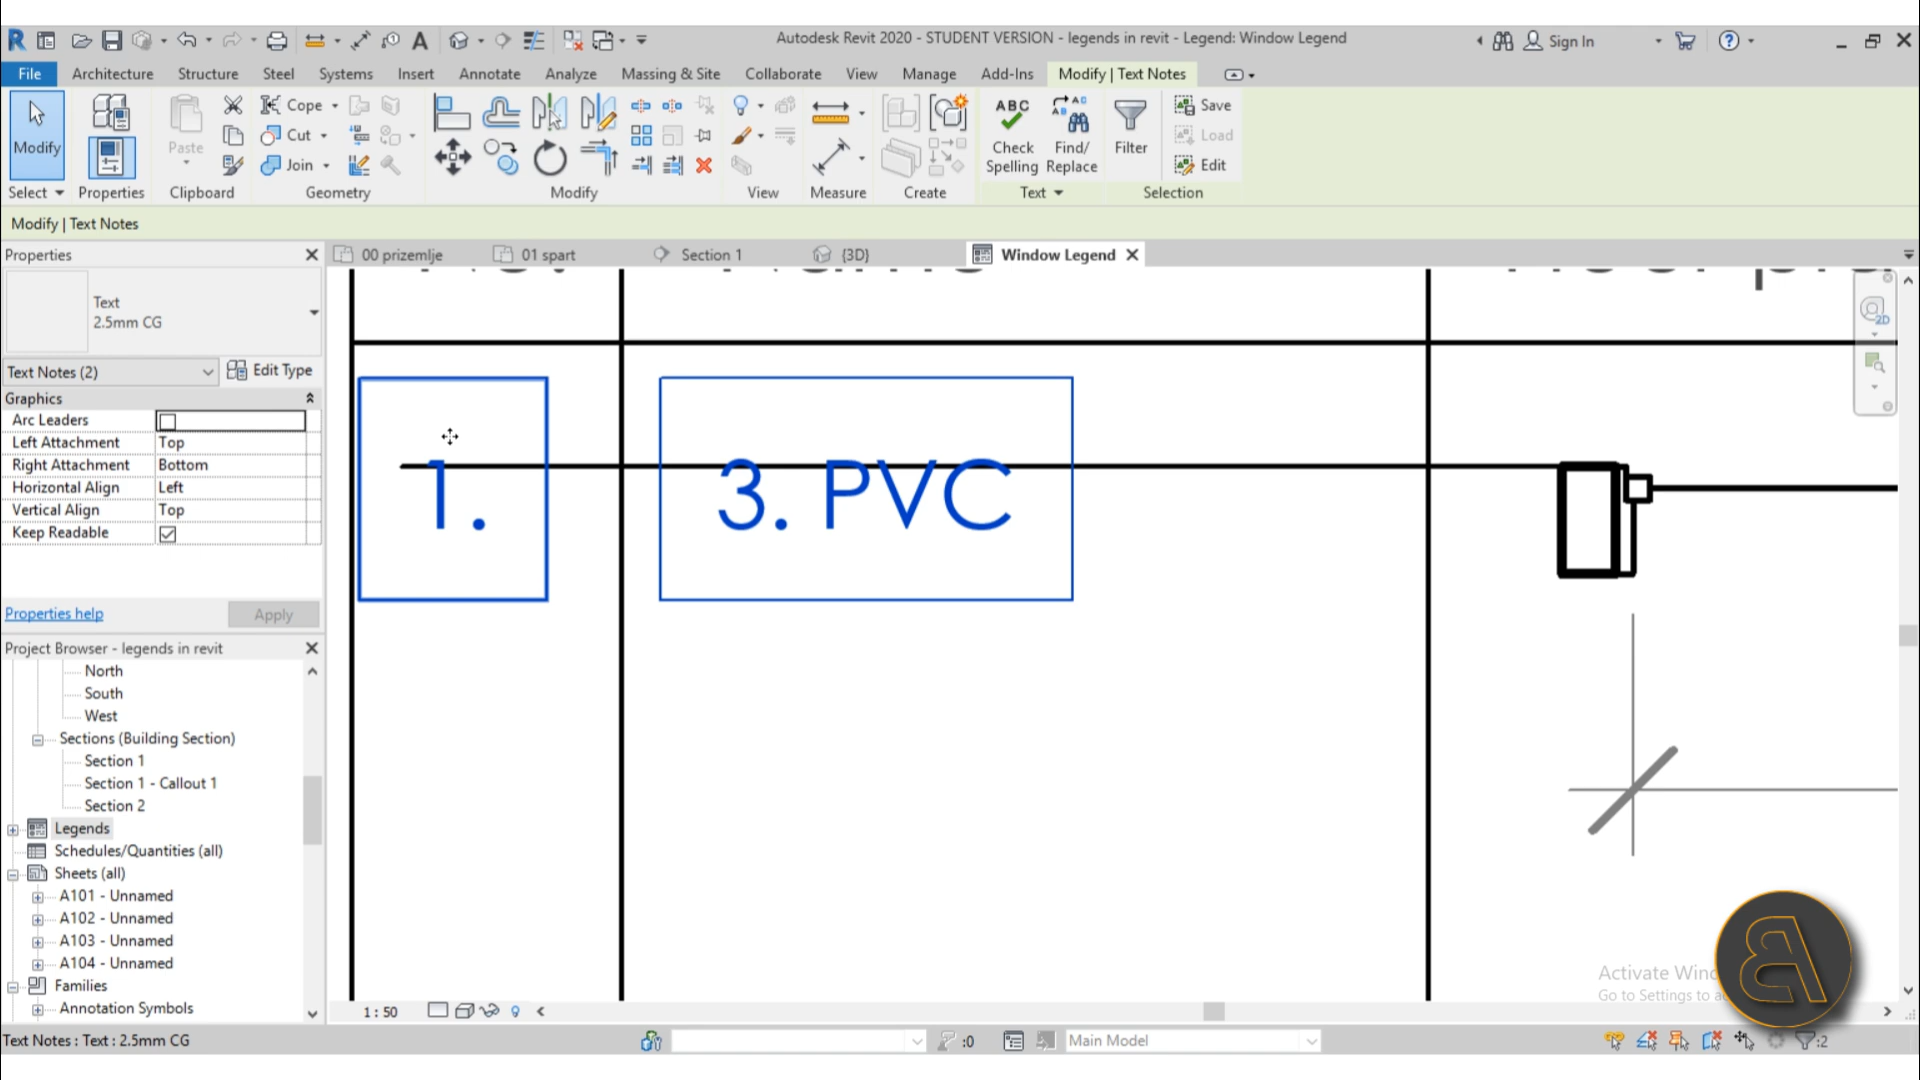 Autodesk Revit 2020 - STUDENT VERSION - legends in revit - Legend: Window Legend
Sign In
File Architecture Structure Steel Systems Insert Annotate Analyze Massing & Site Collaborate View Manage Add-Ins Modify | Text Notes
Modify
Paste
Cope
Cut
Join
ABC
Check Spelling
AC
AB
Find/ Replace
Filter
Save
Load
Edit
Select Properties Clipboard Geometry Modify View Measure Create Text Selection
Modify | Text Notes
Properties
Text
2.5mm CG
Text Notes (2)
Edit Type
Graphics
Arc Leaders
Left Attachment Top
Right Attachment Bottom
Horizontal Align Left
Vertical Align Top
Keep Readable
Properties help
Apply
Project Browser - legends in revit
North
South
West
Sections (Building Section)
Section 1
Section 1 - Callout 1
Section 2
Legends
Schedules/Quantities (all)
Sheets (all)
A101 - Unnamed
A102 - Unnamed
A103 - Unnamed
A104 - Unnamed
Families
Annotation Symbols
00 prizemlje 01 spart Section 1 {3D} Window Legend
2D
1. 3. PVC
Activate
Go to Settings to
1 : 50
Text Notes : Text : 2.5mm CG
:0
Main Model
:2